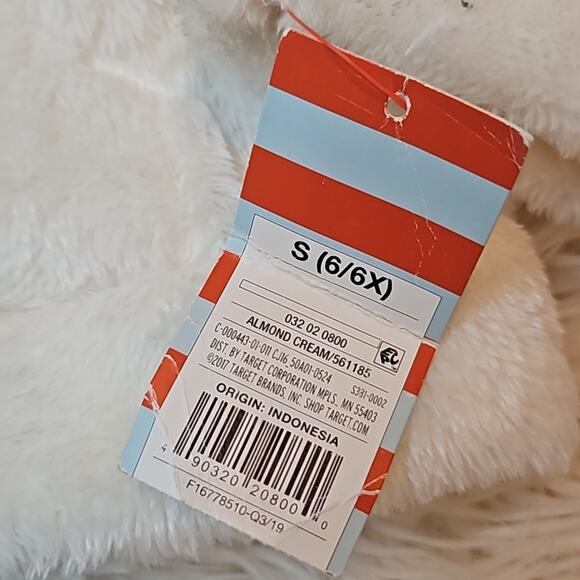 S (6/6X)
032 02 0800
ALMOND CREAM/561185
C-000443-01-011 CJ16 50A01-0524
DIST. BY TARGET CORPORATION MPLS., MN 55403
©2017 TARGET BRANDS, INC. SHOP TARGET.COM
S3B1-0002
ORIGIN: INDONESIA
4 90320 20800 0
F16778510-Q3/19